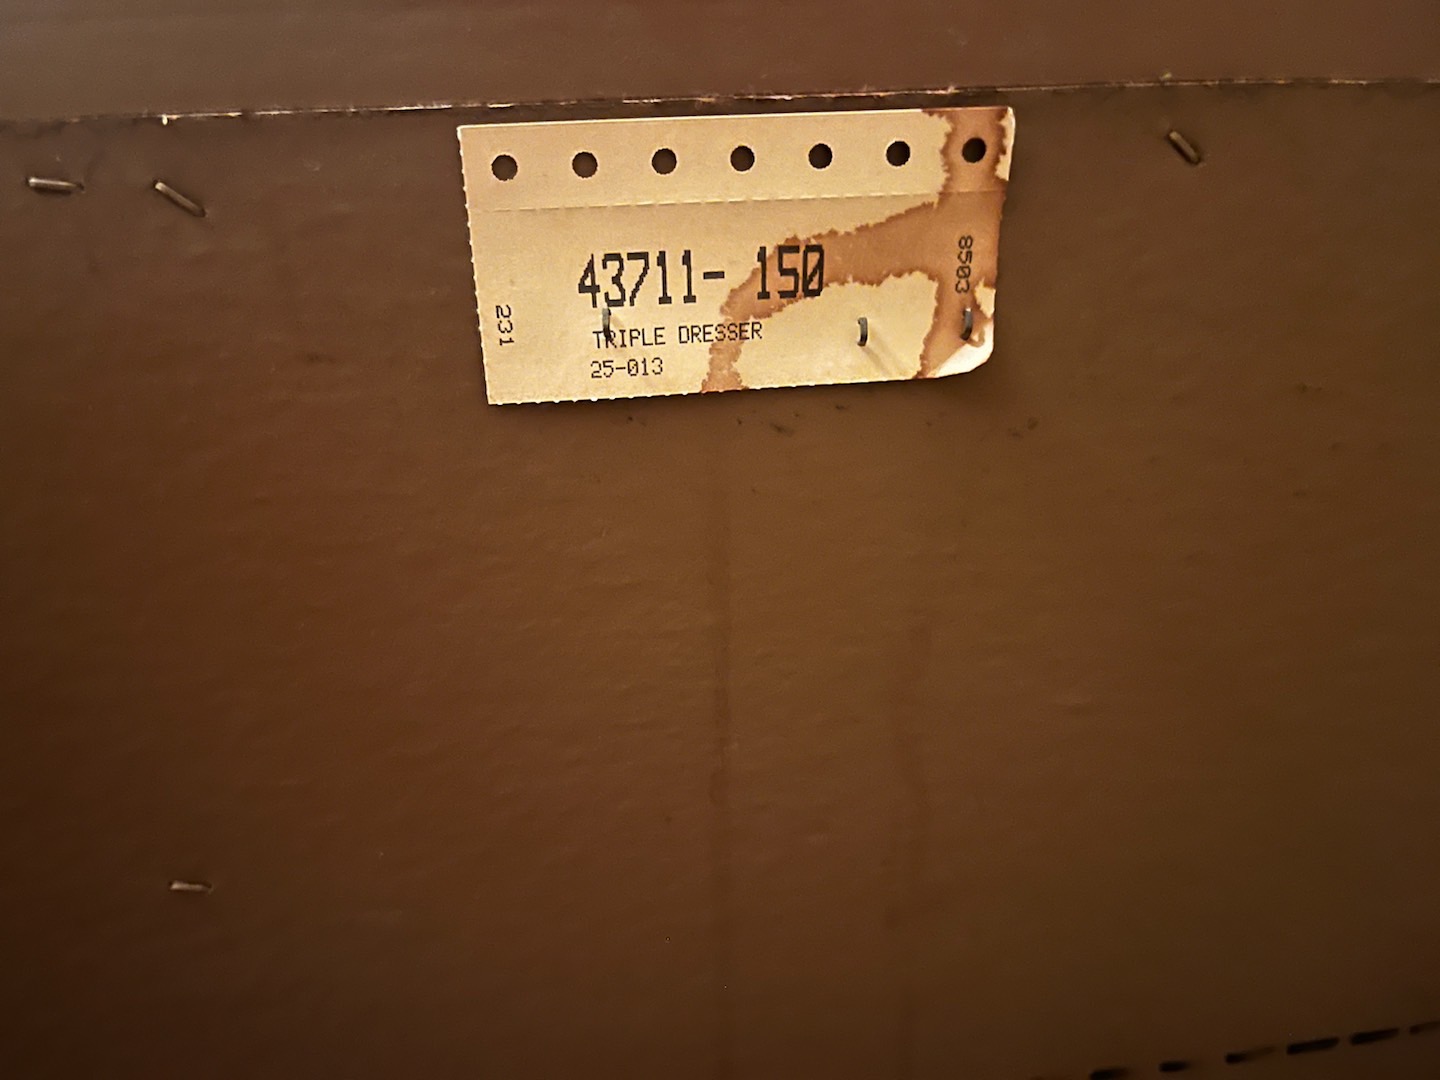 43711- 150
TRIPLE DRESSER
25-013
231
8503